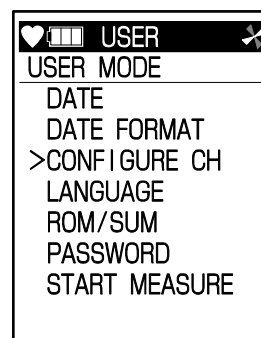 USER
USER MODE
DATE
DATE FORMAT
>CONFIGURE CH
LANGUAGE
ROM/SUM
PASSWORD
START MEASURE